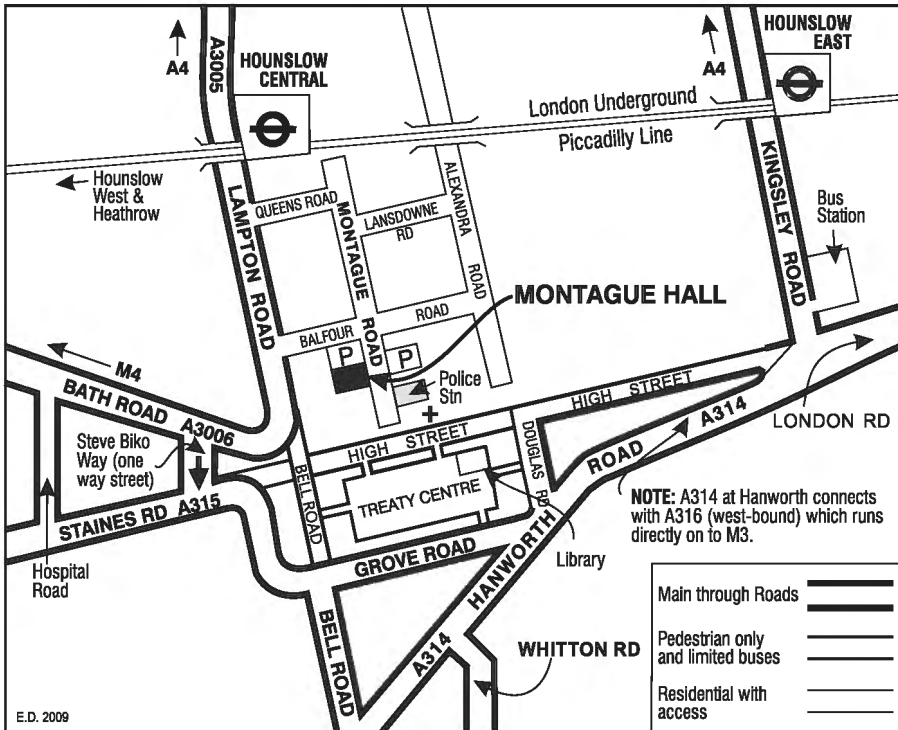 A4
A3005
HOUNSLOW
CENTRAL
A4
HOUNSLOW
EAST
London Underground
Piccadilly Line
Hounslow
West &
Heathrow
LAMPTON ROAD
QUEENS ROAD
MONTAGUE ROAD
LANSDOWNE
RD
ALEXANDRA ROAD
KINGSLEY ROAD
Bus
Station
MONTAGUE HALL
BALFOUR ROAD
P
P
Police
Stn
M4
BATH ROAD A3006
Steve Biko
Way (one
way street)
STAINES RD A315
Hospital
Road
HIGH STREET
HIGH STREET
BELL ROAD
TREATY CENTRE
DOUGLAS RD
GROVE ROAD
Library
HANWORTH ROAD A314
LONDON RD
NOTE: A314 at Hanworth connects
with A316 (west-bound) which runs
directly on to M3.
BELL ROAD
A314
WHITTON RD
Main through Roads
Pedestrian only
and limited buses
Residential with
access
E.D. 2009